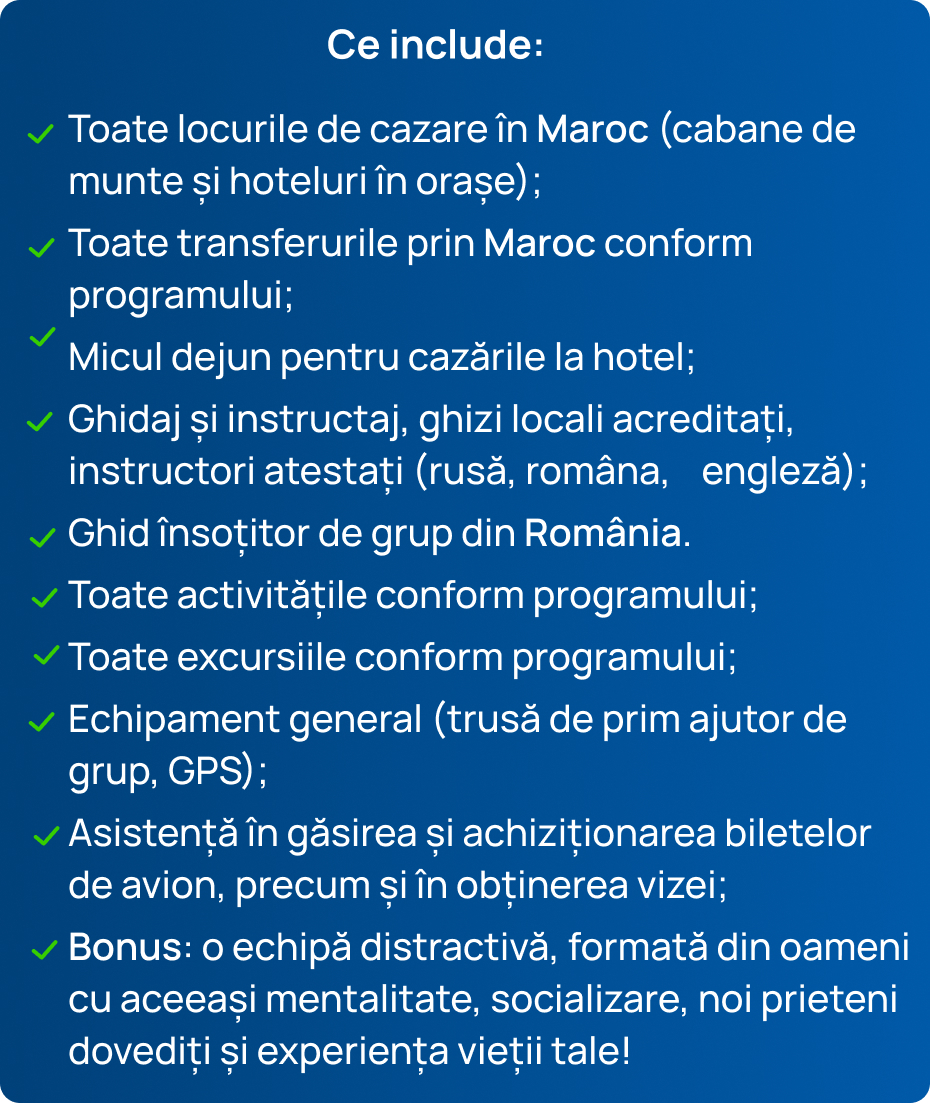 Ce include:
Toate locurile de cazare în Maroc (cabane de
munte și hoteluri în orașe);
Toate transferurile prin Maroc conform
programului;
Micul dejun pentru cazările la hotel;
Ghidaj și instructaj, ghizi locali acreditați,
instructori atestați (rusă, româna, engleză);
Ghid însoțitor de grup din România.
Toate activitățile conform programului;
Toate excursiile conform programului;
Echipament general (trusă de prim ajutor de
grup, GPS);
Asistență în găsirea și achiziționarea biletelor
de avion, precum și în obținerea vizei;
Bonus: o echipă distractivă, formată din oameni
cu aceeași mentalitate, socializare, noi prieteni
dovediți și experiența vieții tale!